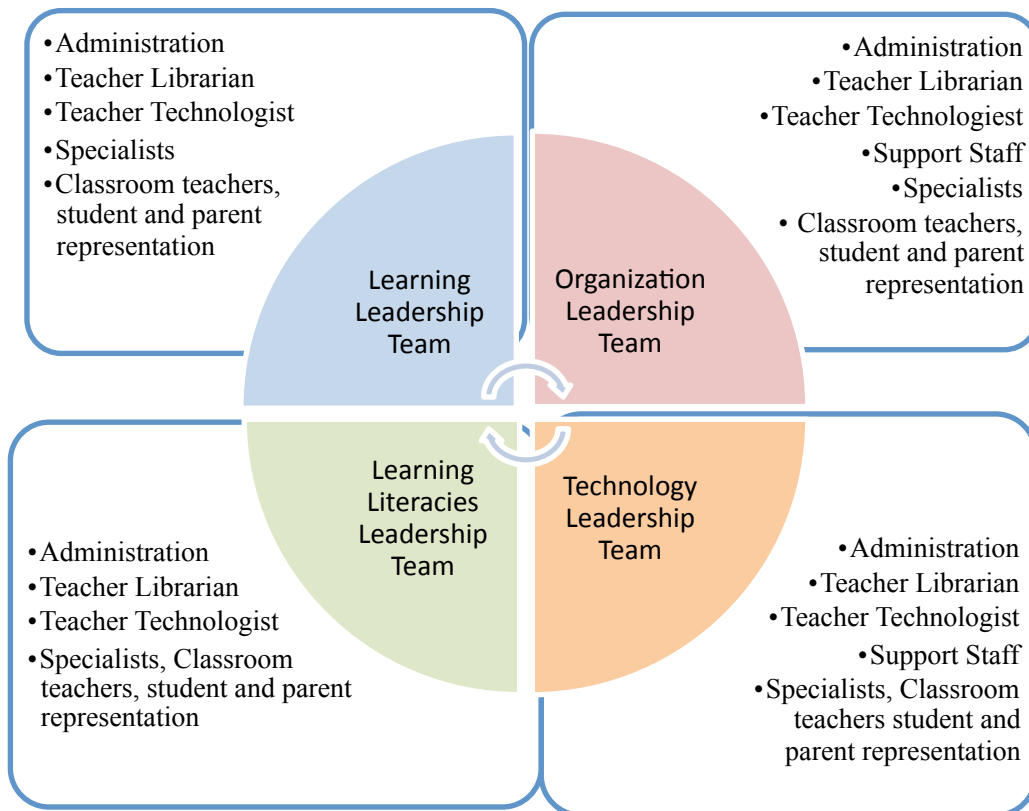 •Administration
•Teacher Librarian
•Teacher Technologist
•Specialists
•Classroom teachers,
student and parent
representation
•Administration
•Teacher Librarian
•Teacher Technologiest
•Support Staff
•Specialists
• Classroom teachers,
student and parent
representation
Learning
Leadership
Team
Organization
Leadership
Team
Learning
Literacies
Leadership
Team
Technology
Leadership
Team
•Administration
•Teacher Librarian
•Teacher Technologist
•Specialists, Classroom
teachers, student and parent
representation
•Administration
•Teacher Librarian
•Teacher Technologist
•Support Staff
•Specialists, Classroom
teachers student and
parent representation